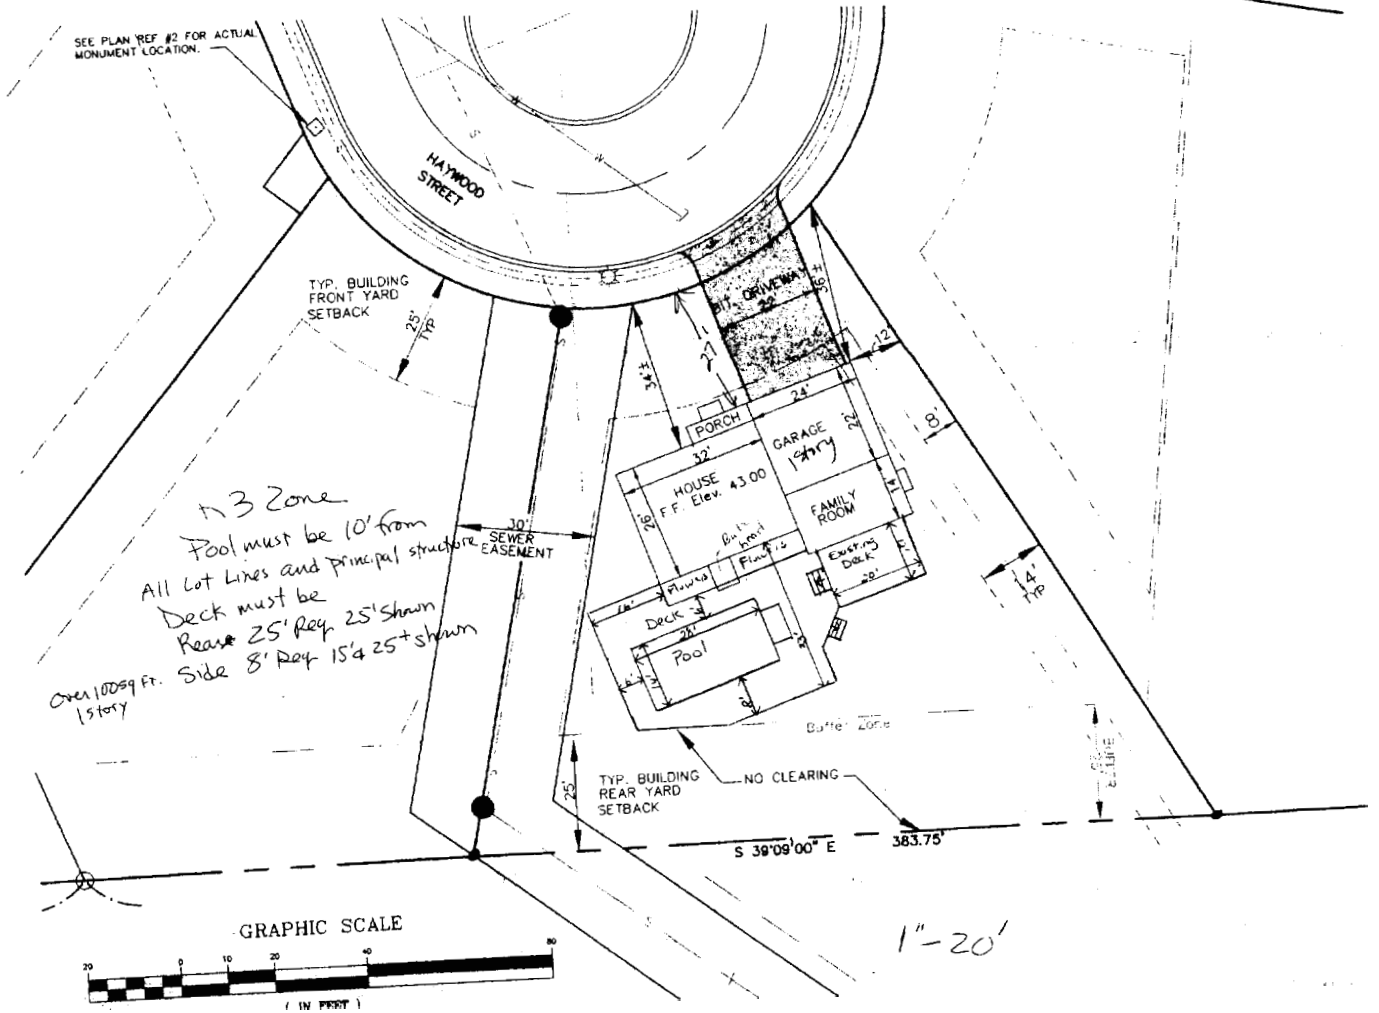 SEE PLAN REF #2 FOR ACTUAL
MONUMENT LOCATION.
HAYWOOD
STREET
TYP. BUILDING
FRONT YARD
SETBACK
25'
TYP
34'±
27
Bit. DRIVEWAY
22
36'±
12'
8'
14'
TYP
PORCH
24'
22'
GARAGE
1 Story
32'
HOUSE
F.F. Elev. 43.00
26'
FAMILY
ROOM
14'
Flowers
Existing
Deck
20'
Deck
28'
Pool
8'
30'
SEWER
EASEMENT
3 Zone
Pool must be 10' from
All Lot Lines and principal structure
Deck must be
Rear 25' Req 25' Shown
Side 8' Req 15' & 25'+ shown
Over 100 sq ft.
1 story
Buffer Zone
25'
TYP. BUILDING
REAR YARD
SETBACK
NO CLEARING
S 39°09'00" E
383.75'
GRAPHIC SCALE
20 0 10 20 40 80
( IN FEET )
1"-20'